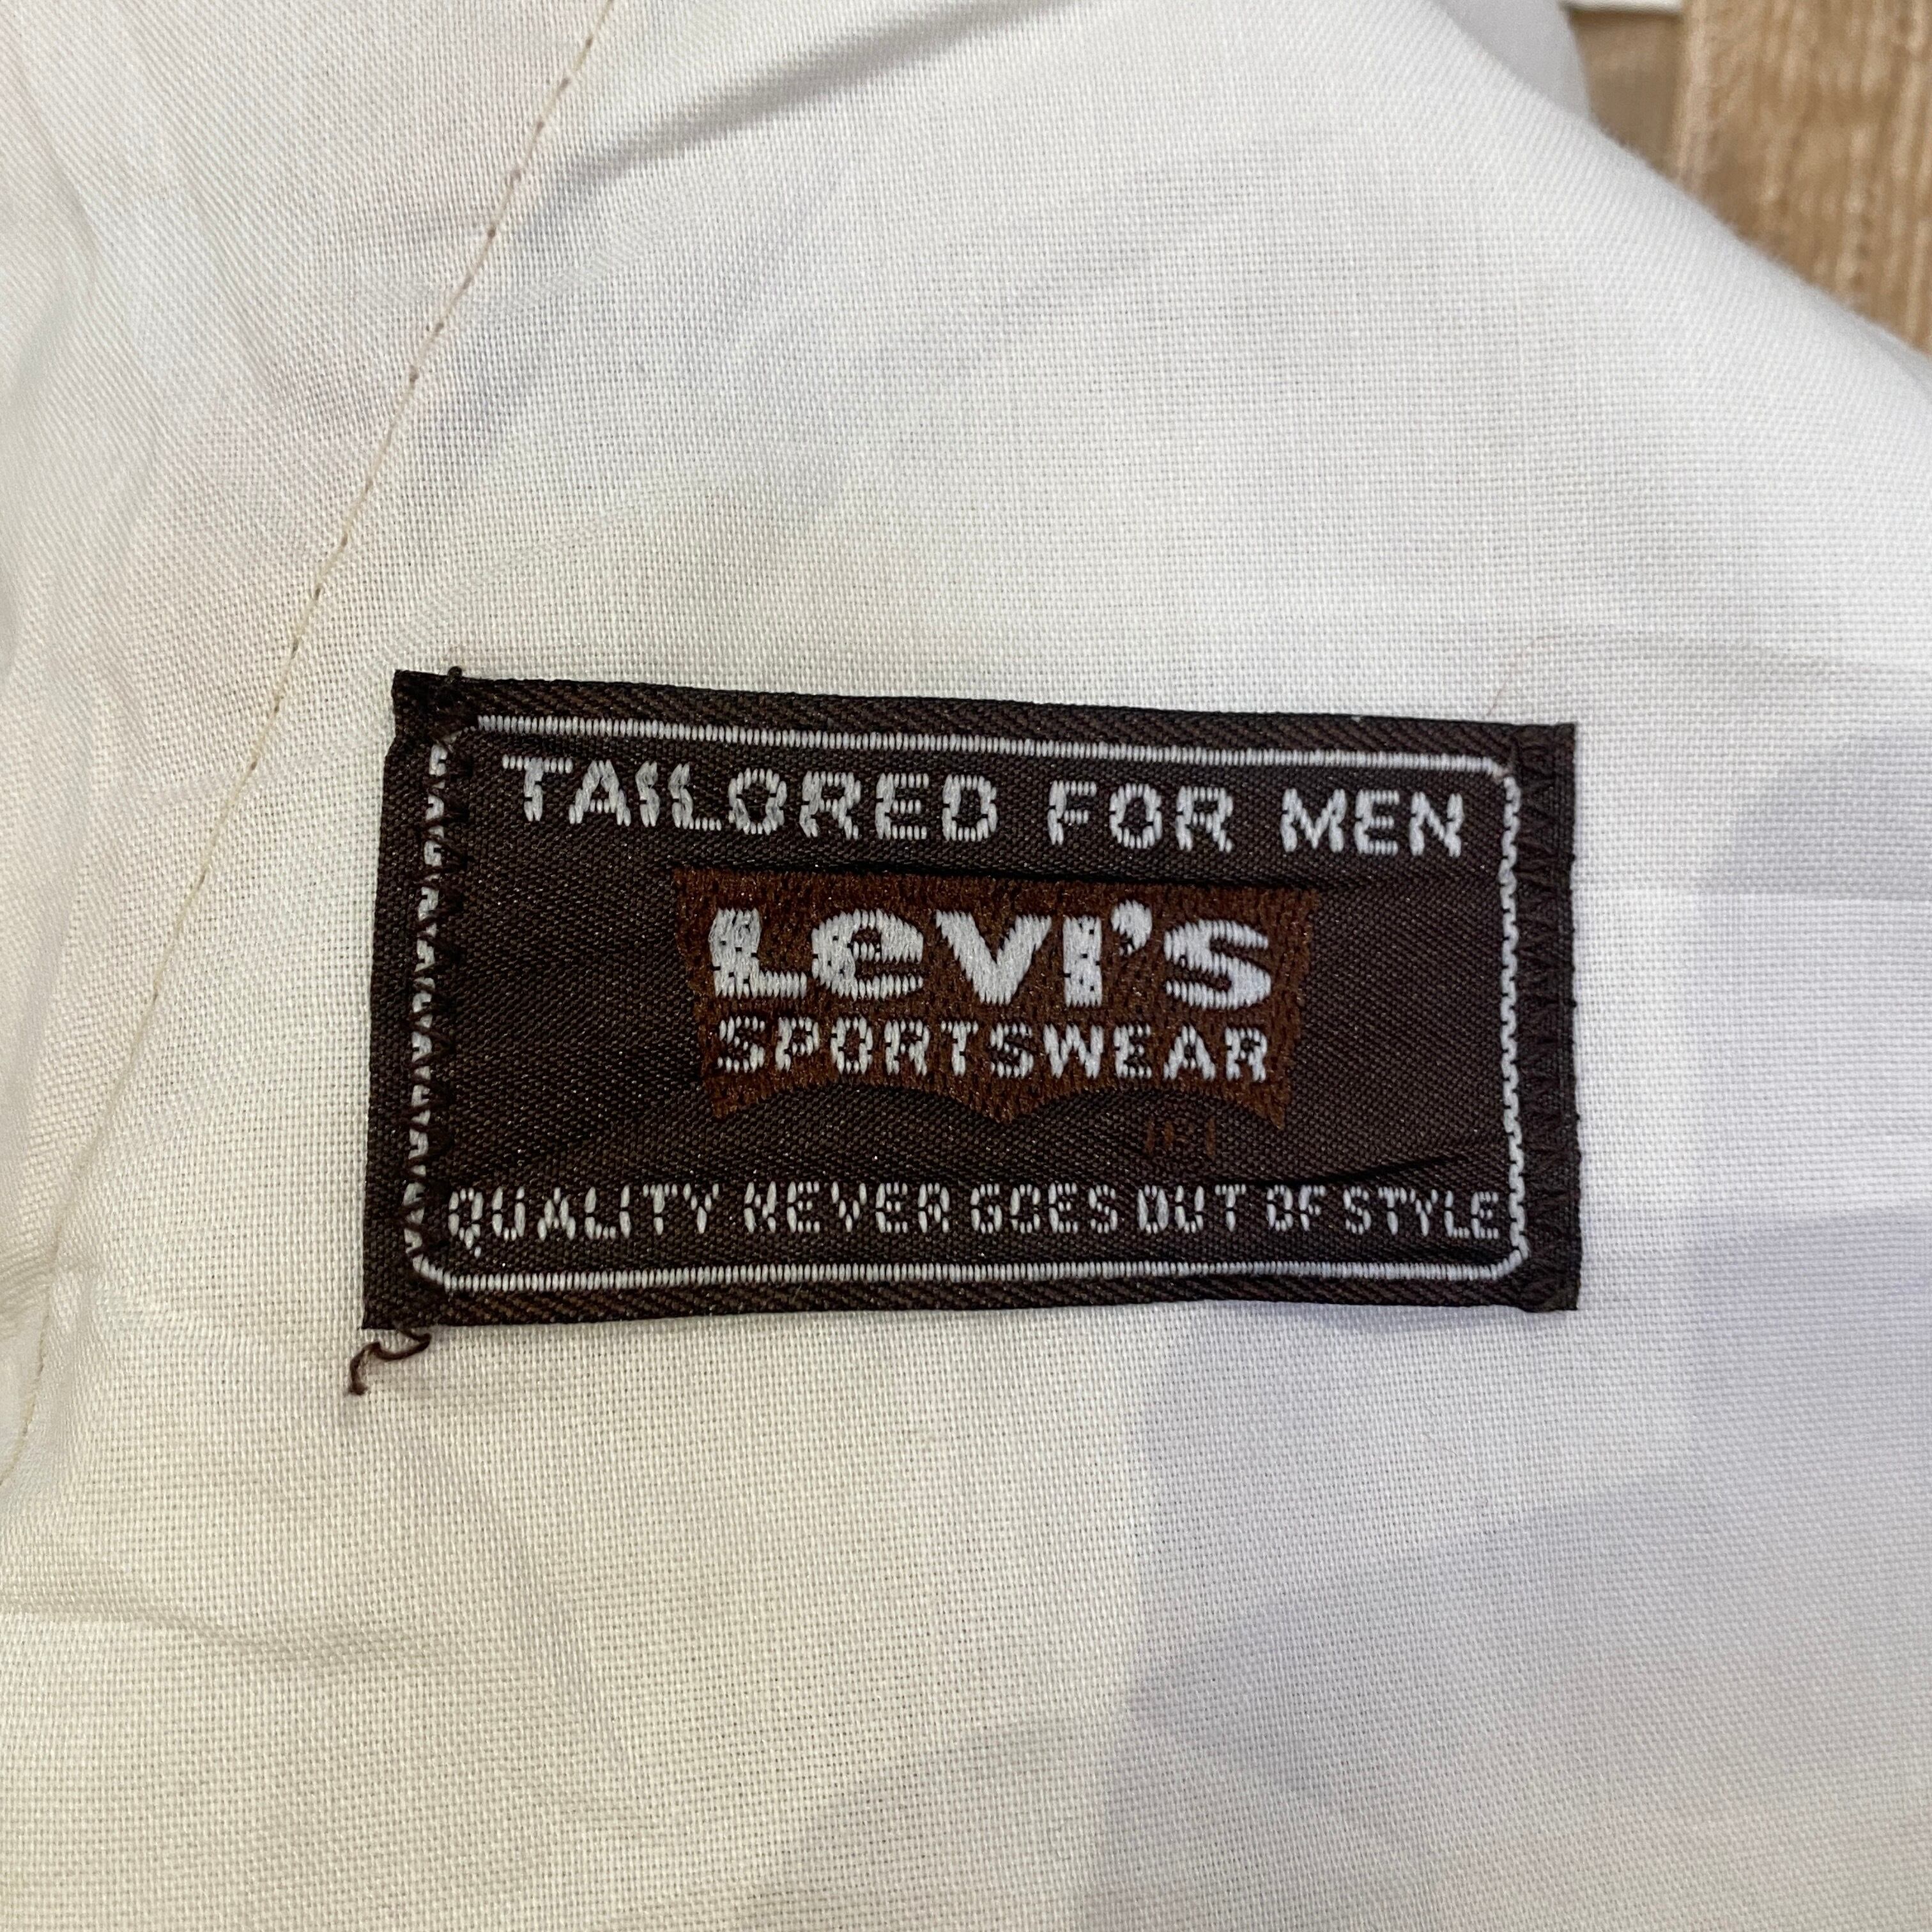 TAILORED FOR MEN
Levi's
SPORTSWEAR
®
QUALITY NEVER GOES OUT OF STYLE